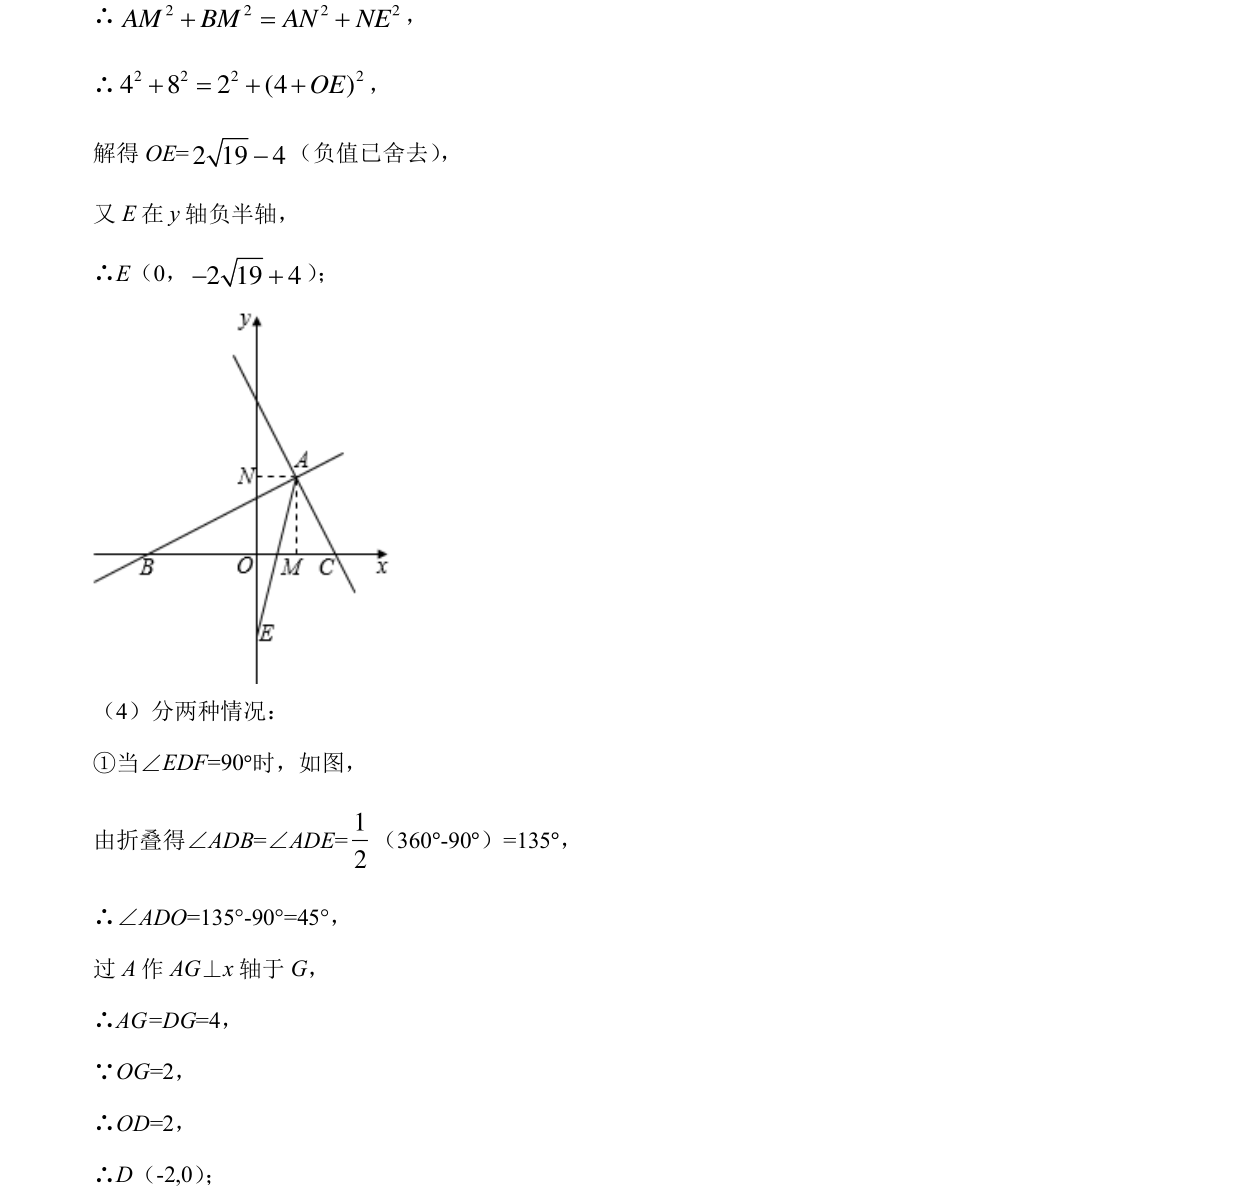 ∴ AM² + BM² = AN² + NE²，
∴ 4² + 8² = 2² + (4 + OE)²，
解得 OE=2√19 − 4（负值已舍去），
又 E 在 y 轴负半轴，
∴E（0， −2√19 + 4）；
y
A
N
B
O
M
C
x
E
（4）分两种情况：
①当∠EDF=90°时，如图，
由折叠得∠ADB=∠ADE=1/2（360°-90°）=135°，
∴∠ADO=135°-90°=45°，
过 A 作 AG⊥x 轴于 G，
∴AG=DG=4，
∵OG=2，
∴OD=2，
∴D（-2,0）；